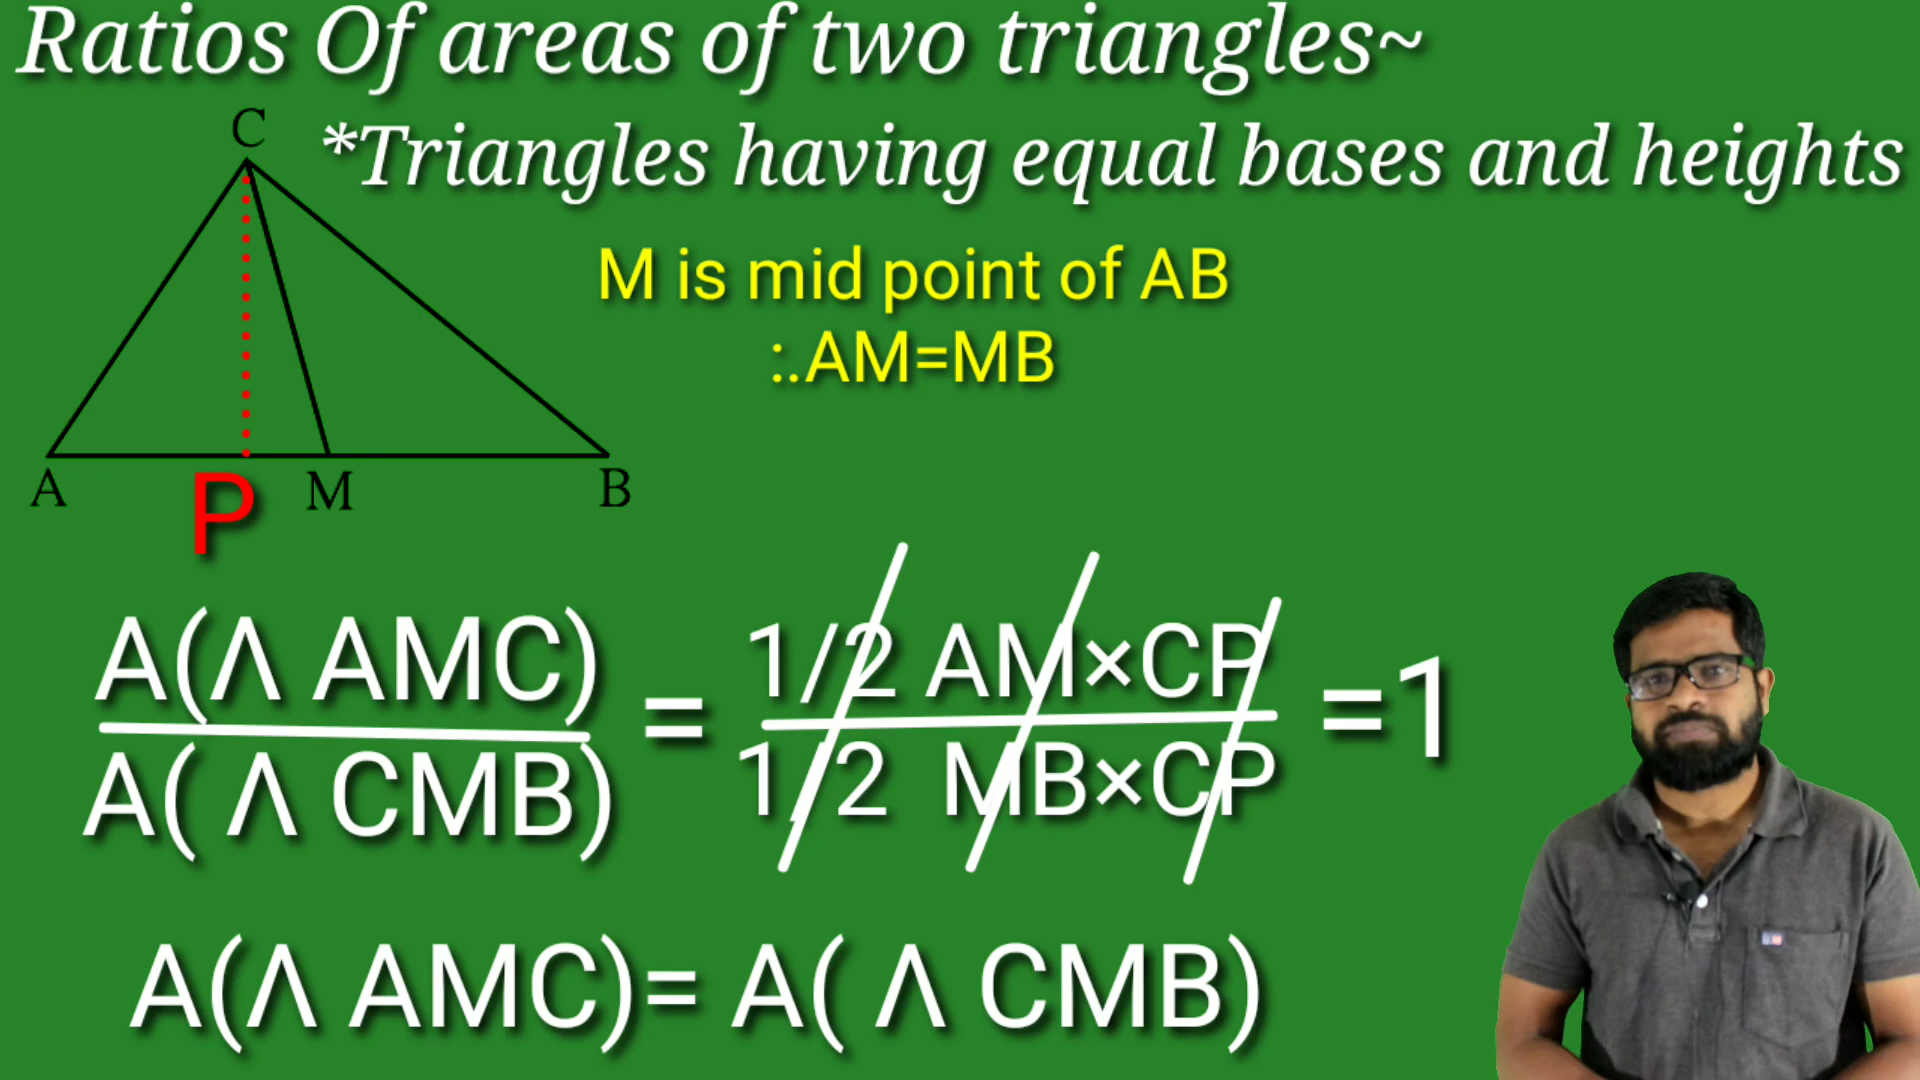 Ratios Of areas of two triangles~
*Triangles having equal bases and heights
C
M is mid point of AB
:.AM=MB
A
P
M
B
A(Λ AMC)
A( Λ CMB)
=
1/2 AM×CP
1/2 MB×CP
=1
A(Λ AMC)= A( Λ CMB)